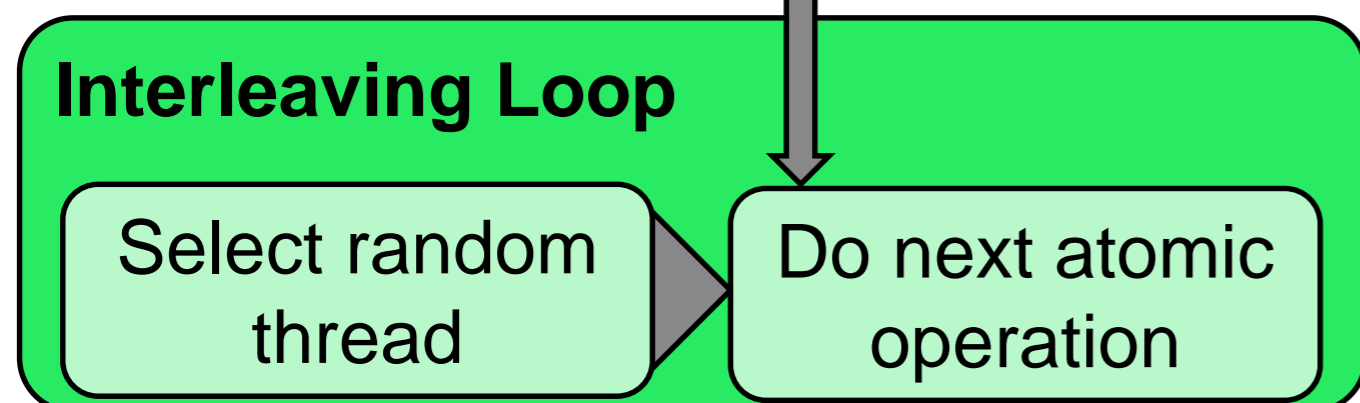 Interleaving Loop
Select random
thread
Do next atomic
operation